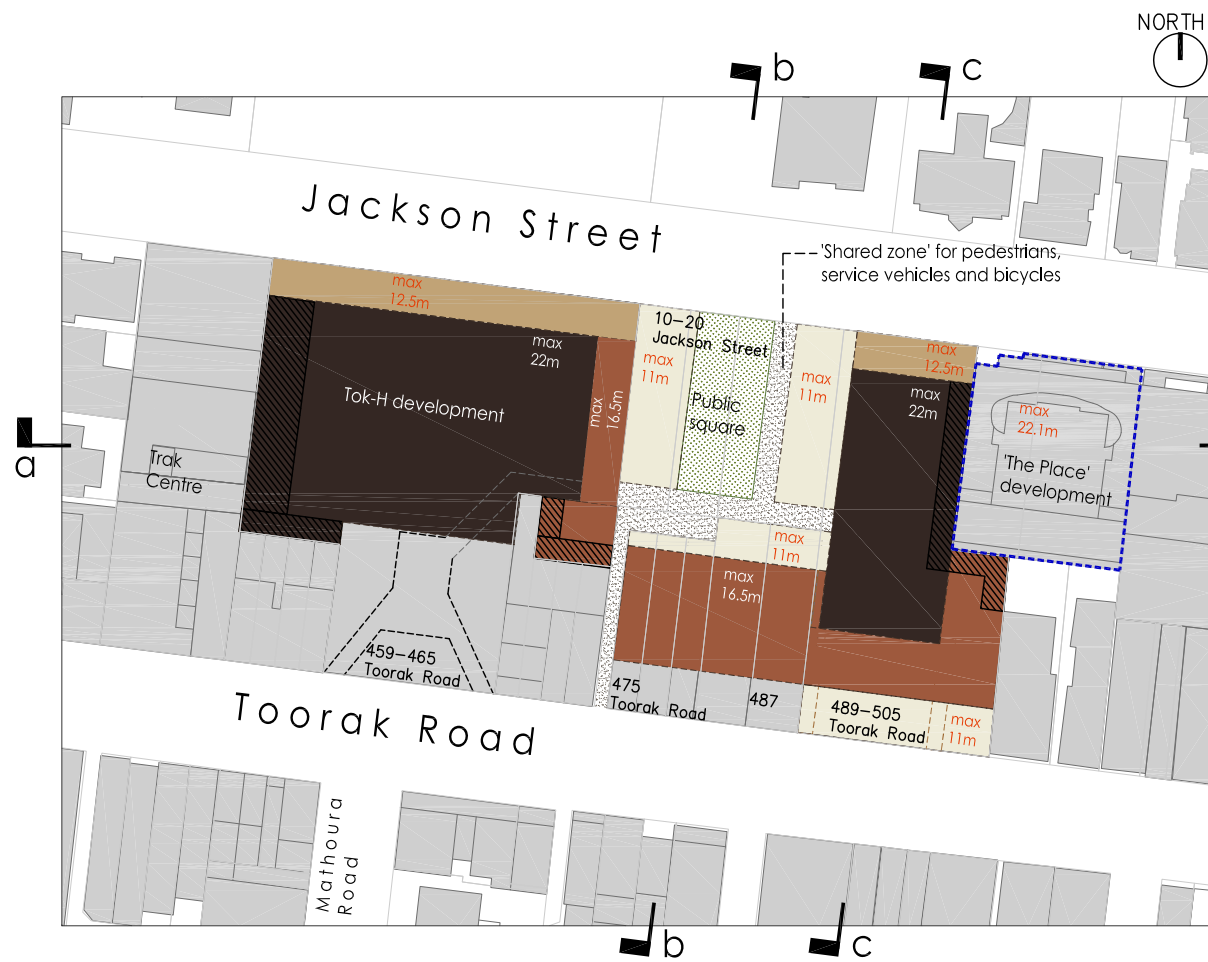 NORTH
b
c
Jackson Street
'Shared zone' for pedestrians,
service vehicles and bicycles
max
12.5m
10-20
Jackson Street
max
22m
max
11m
max
16.5m
max
11m
max
12.5m
max
22m
max
22.1m
Tok-H development
Public
square
'The Place'
development
a
Trak
Centre
max
11m
max
16.5m
459-465
Toorak Road
475
Toorak Road
487
489-505
Toorak Road
max
11m
Toorak Road
Mathoura
Road
b
c